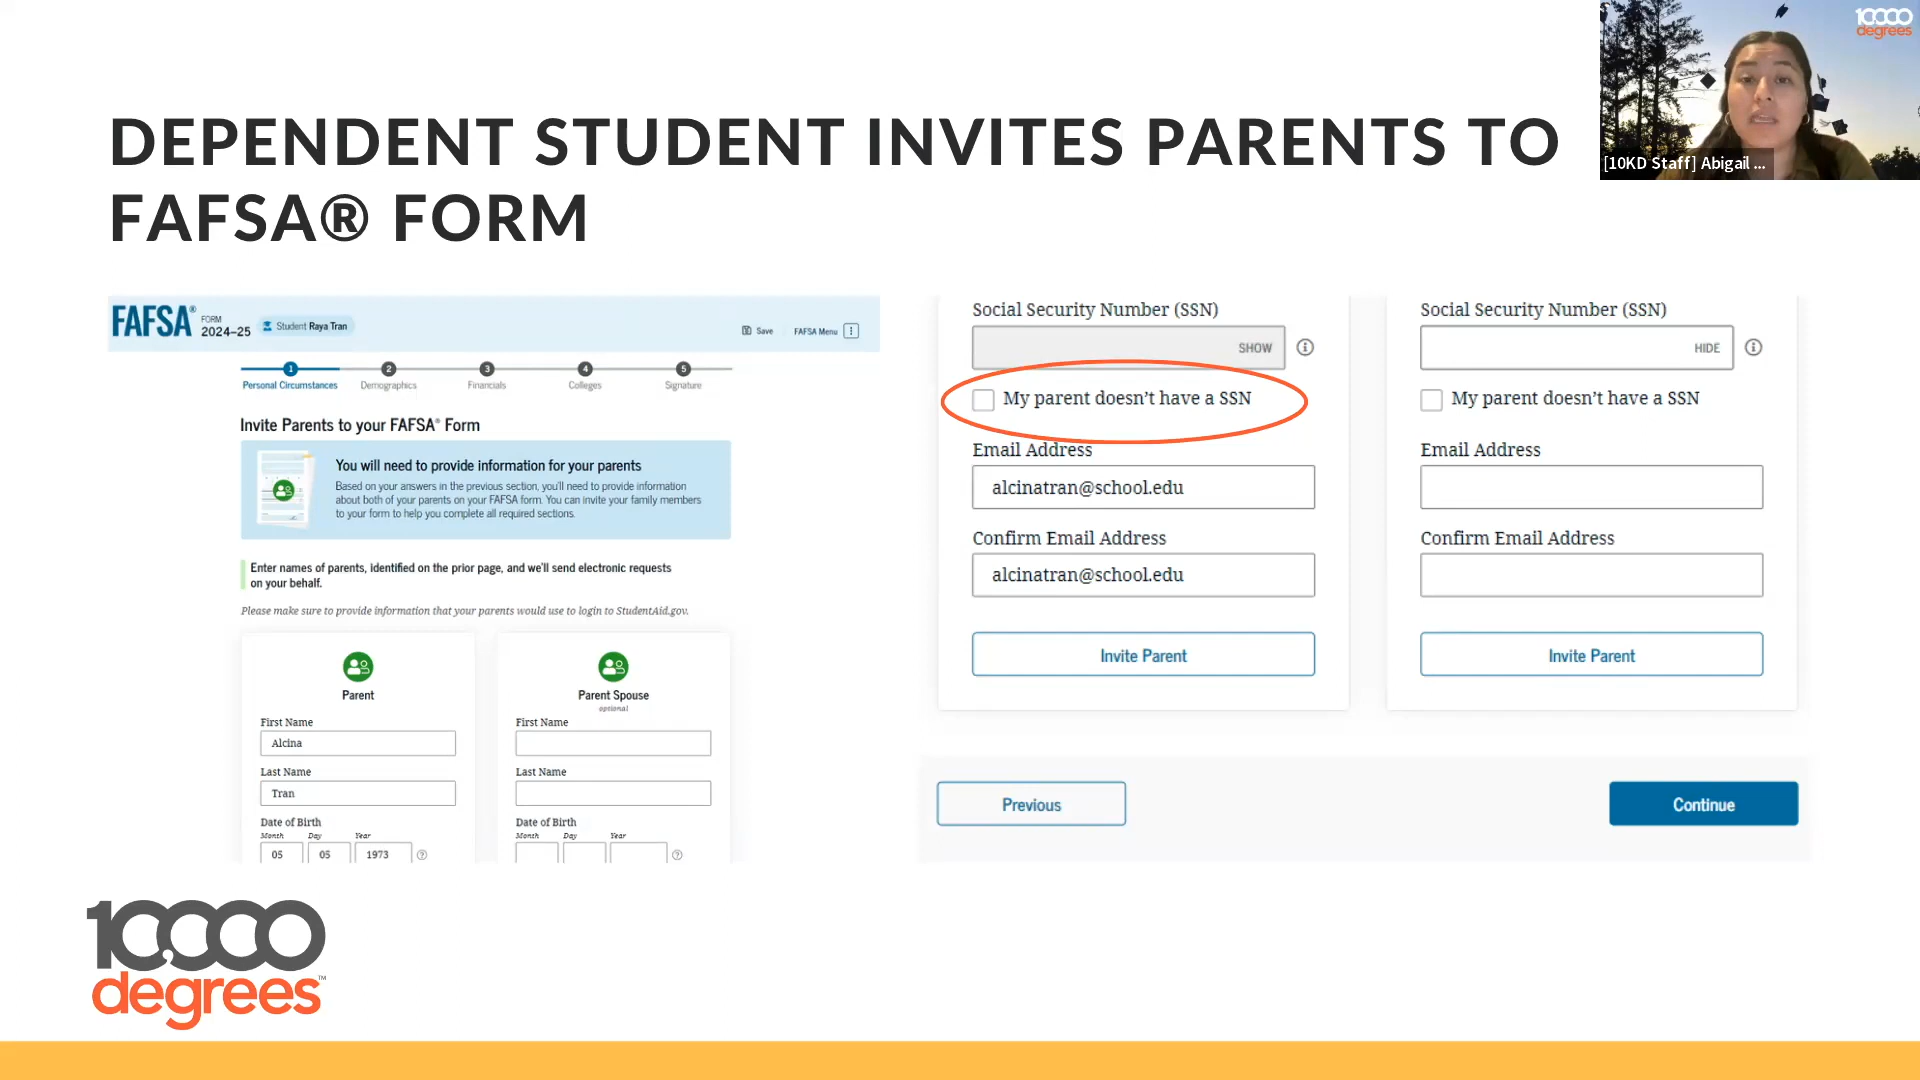 DEPENDENT STUDENT INVITES PARENTS TO
FAFSA® FORM
10,000
degrees
[10KD Staff] Abigail ...
FAFSA®
FORM
2024–25
Student Raya Tran
Save
FAFSA Menu
1
2
3
4
5
Personal Circumstances
Demographics
Financials
Colleges
Signature
Invite Parents to your FAFSA® Form
You will need to provide information for your parents
Based on your answers in the previous section, you'll need to provide information
about both of your parents on your FAFSA form. You can invite your family members
to your form to help you complete all required sections.
Enter names of parents, identified on the prior page, and we'll send electronic requests
on your behalf.
Please make sure to provide information that your parents would use to login to StudentAid.gov.
Parent
First Name
Alcina
Last Name
Tran
Date of Birth
Month
Day
Year
05
05
1973
Parent Spouse
optional
First Name
Last Name
Date of Birth
Month
Day
Year
Social Security Number (SSN)
SHOW
My parent doesn't have a SSN
Email Address
alcinatran@school.edu
Confirm Email Address
alcinatran@school.edu
Invite Parent
Social Security Number (SSN)
HIDE
My parent doesn't have a SSN
Email Address
Confirm Email Address
Invite Parent
Previous
Continue
10,000
degrees™